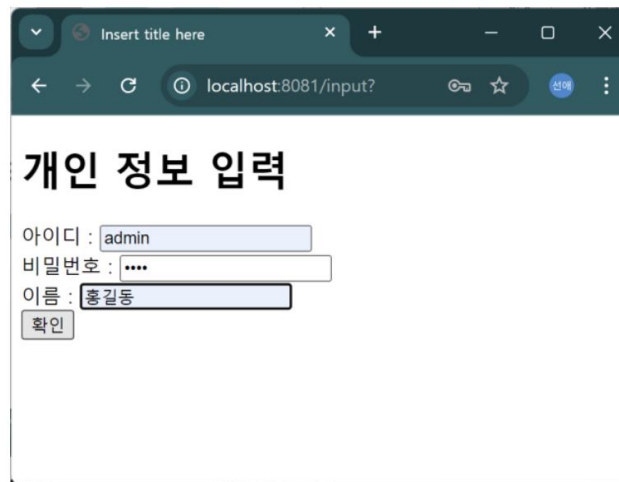 Insert title here
localhost:8081/input?
선애
개인 정보 입력
아이디 : admin
비밀번호 : ••••
이름 : 홍길동
확인